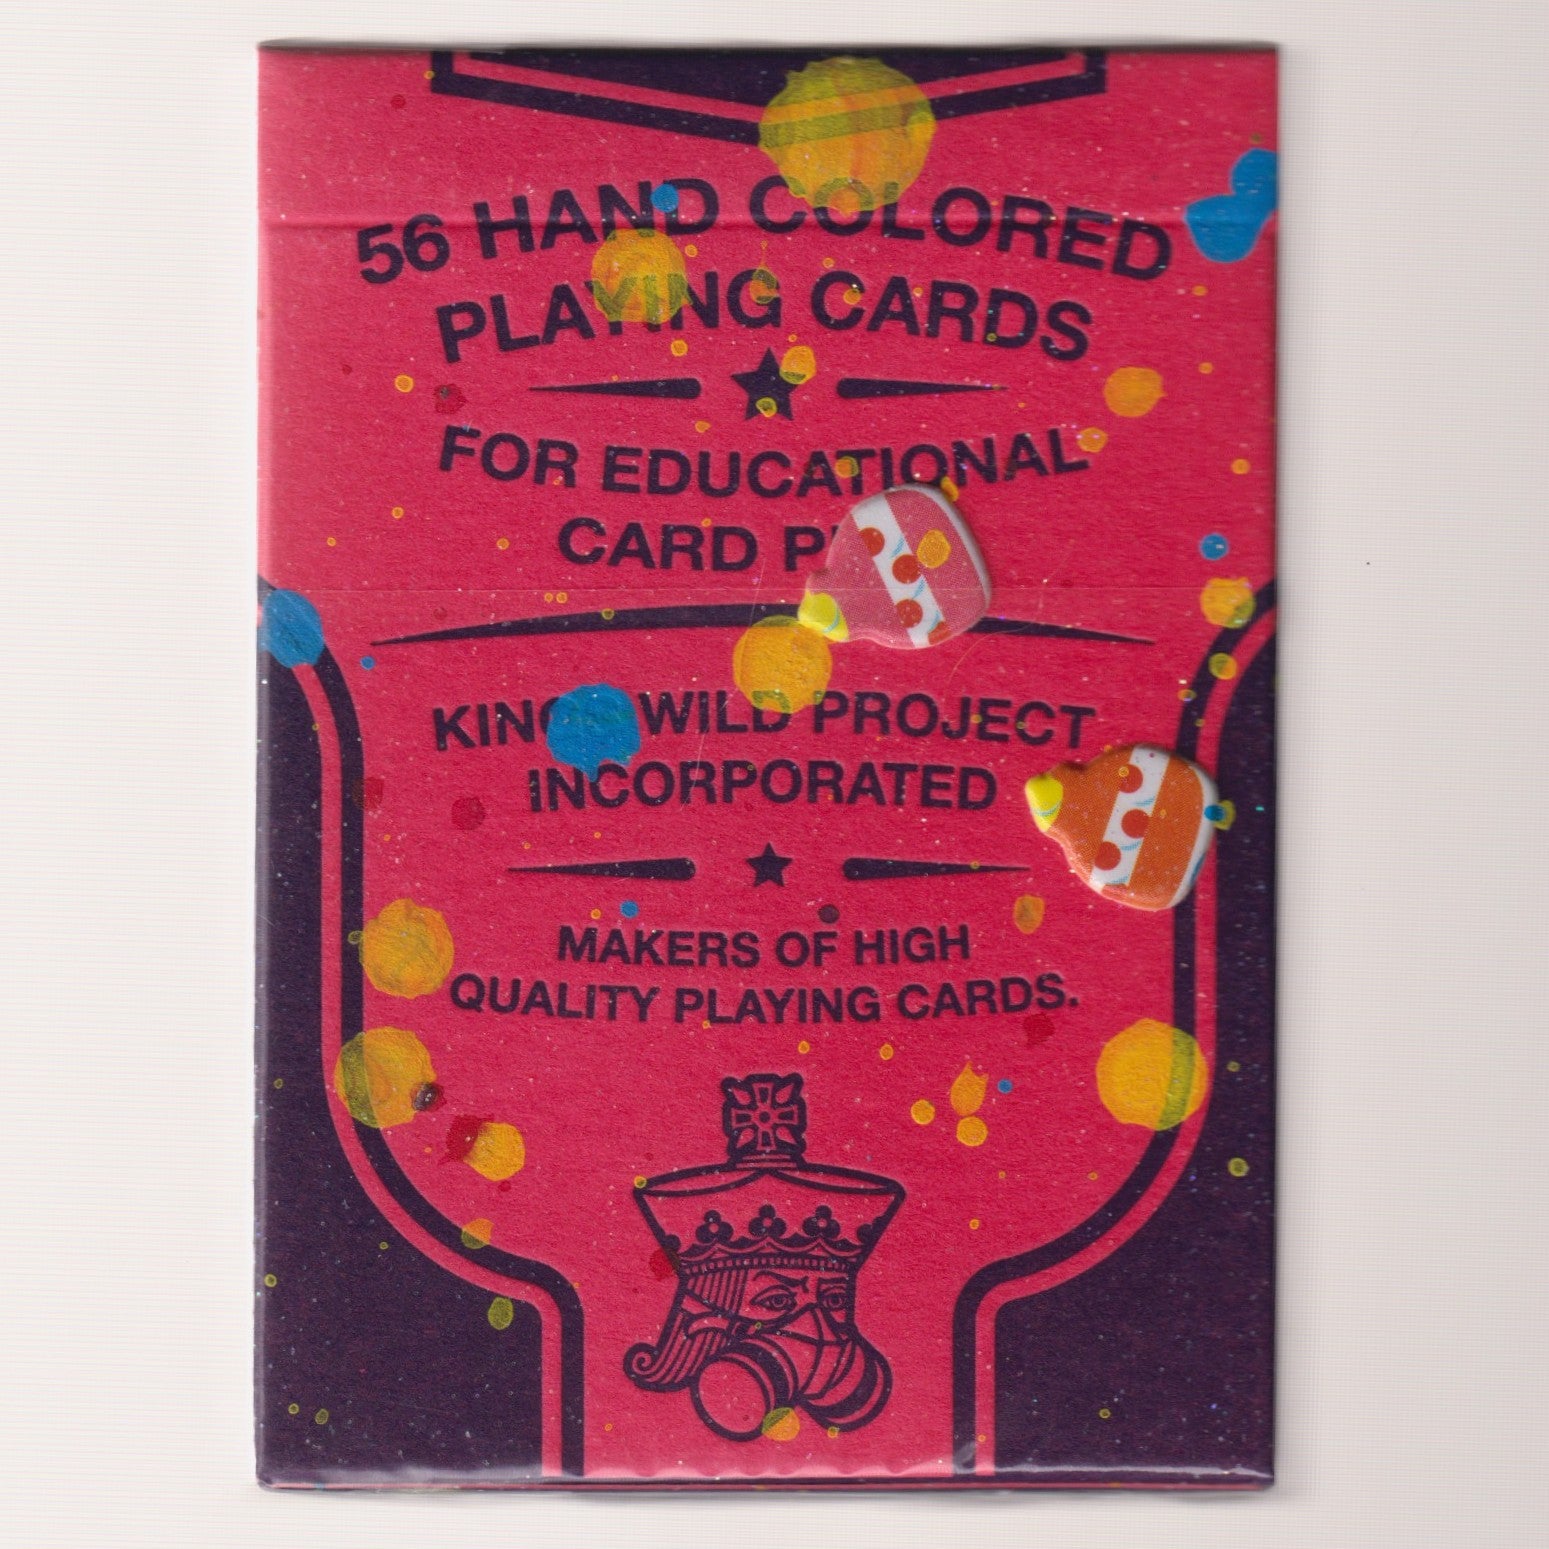 56 HAND COLORED
PLAYING CARDS
FOR EDUCATIONAL
CARD
WILD PROJECT
INCORPORATED
MAKERS OF HIGH
QUALITY PLAYING CARDS.